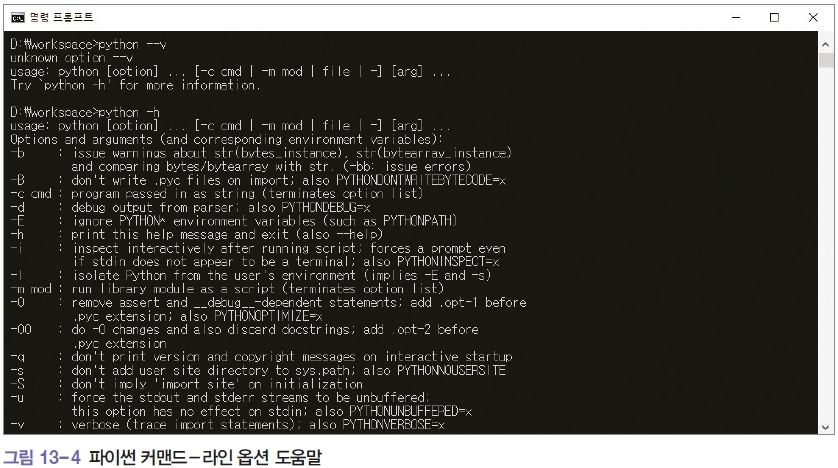 명령 프롬프트
D:\workspace>python --v
unknown option --v
usage: python [option] ... [-c cmd | -m mod | file | -] [arg] ...
Try `python -h' for more information.
D:\workspace>python -h
usage: python [option] ... [-c cmd | -m mod | file | -] [arg] ...
Options and arguments (and corresponding environment variables):
-b     : issue warnings about str(bytes_instance), str(bytearray_instance)
         and comparing bytes/bytearray with str. (-bb: issue errors)
-B     : don't write .pyc files on import; also PYTHONDONTWRITEBYTECODE=x
-c cmd : program passed in as string (terminates option list)
-d     : debug output from parser; also PYTHONDEBUG=x
-E     : ignore PYTHON* environment variables (such as PYTHONPATH)
-h     : print this help message and exit (also --help)
-i     : inspect interactively after running script; forces a prompt even
         if stdin does not appear to be a terminal; also PYTHONINSPECT=x
-I     : isolate Python from the user's environment (implies -E and -s)
-m mod : run library module as a script (terminates option list)
-O     : remove assert and __debug__-dependent statements; add .opt-1 before
         .pyc extension; also PYTHONOPTIMIZE=x
-OO    : do -O changes and also discard docstrings; add .opt-2 before
         .pyc extension
-q     : don't print version and copyright messages on interactive startup
-s     : don't add user site directory to sys.path; also PYTHONNOUSERSITE
-S     : don't imply 'import site' on initialization
-u     : force the stdout and stderr streams to be unbuffered;
         this option has no effect on stdin; also PYTHONUNBUFFERED=x
-v     : verbose (trace import statements); also PYTHONVERBOSE=x
그림 13-4 파이썬 커맨드-라인 옵션 도움말